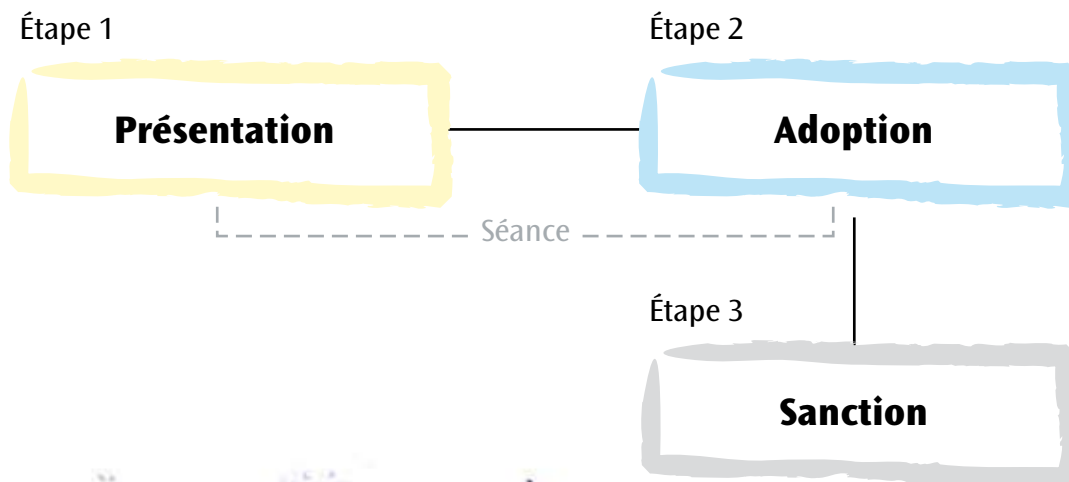 Étape 1
Étape 2
Présentation
Adoption
Séance
Étape 3
Sanction